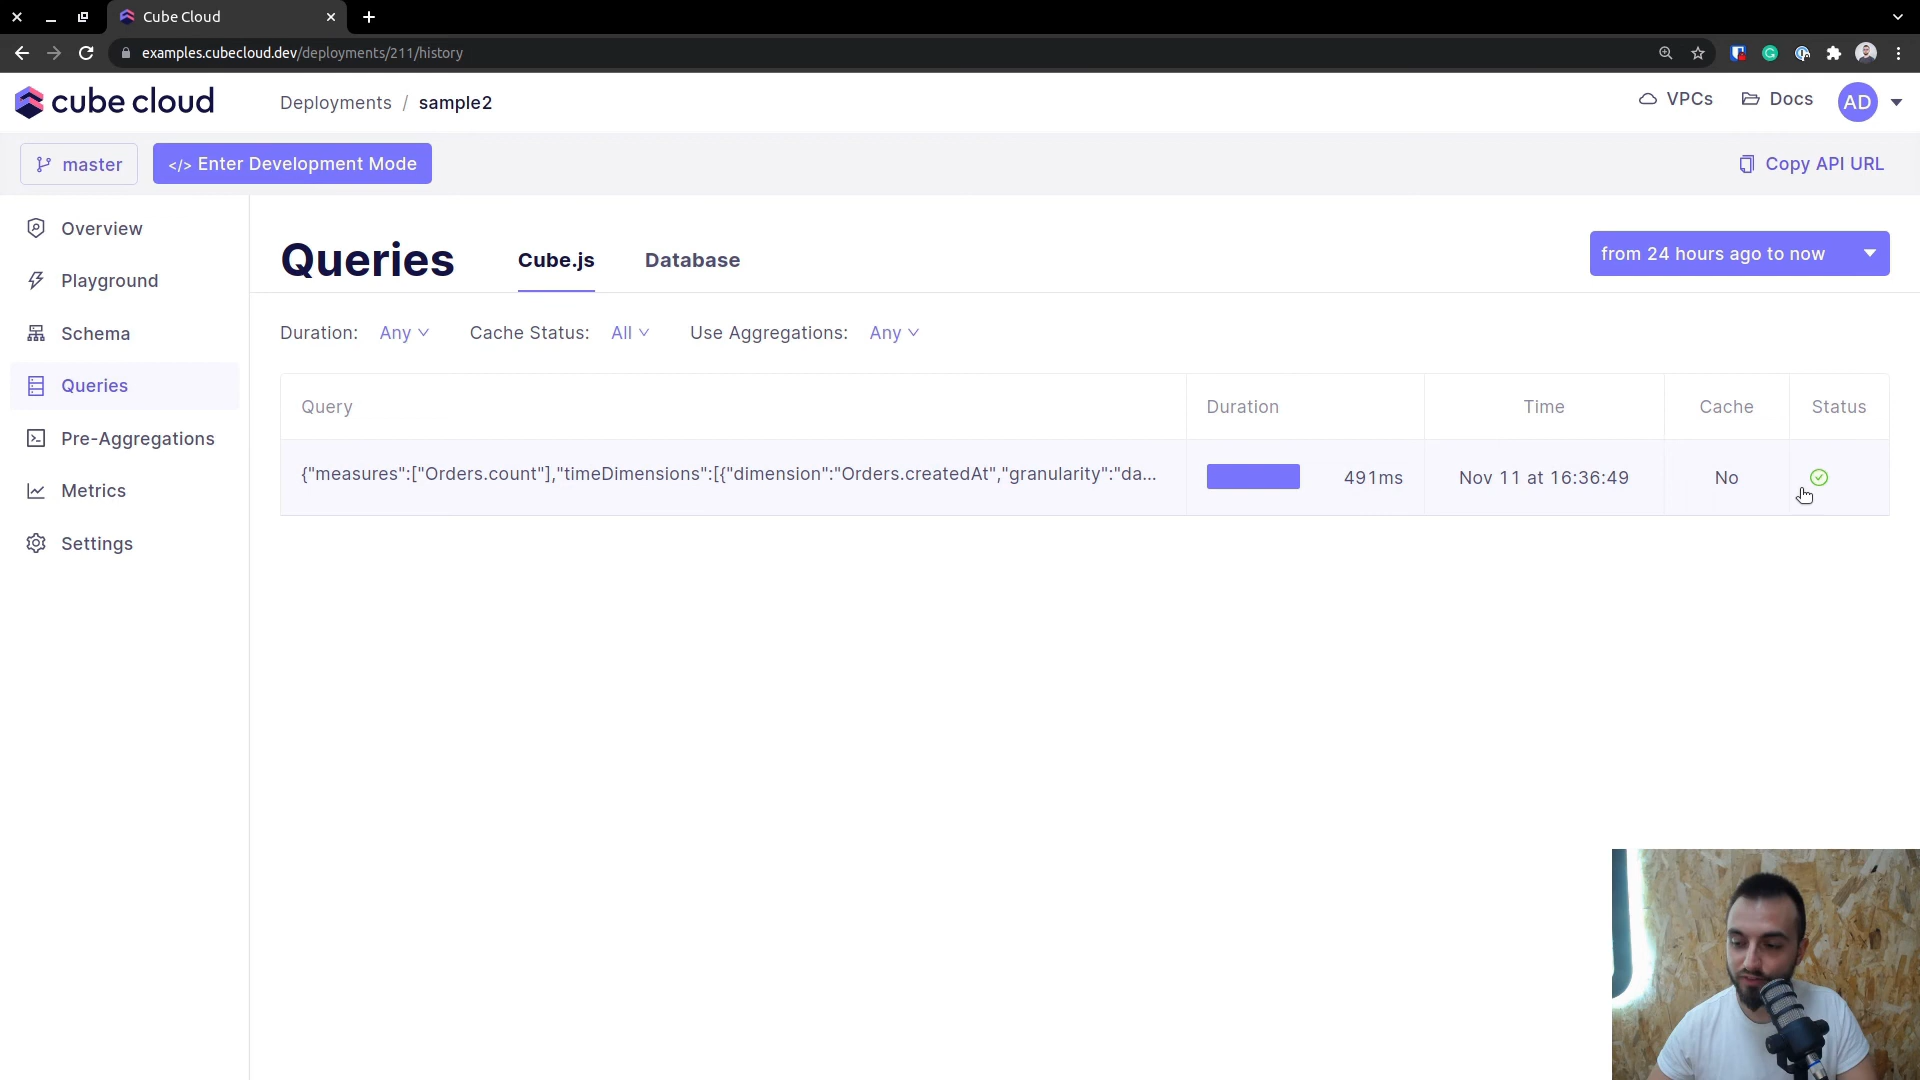 Cube Cloud
examples.cubecloud.dev/deployments/211/history
cube cloud
Deployments / sample2
VPCs
Docs
AD
master
</> Enter Development Mode
Copy API URL
Overview
Playground
Schema
Queries
Pre-Aggregations
Metrics
Settings
Queries
Cube.js
Database
from 24 hours ago to now
Duration: Any
Cache Status: All
Use Aggregations: Any
Query Duration Time Cache Status
{"measures":["Orders.count"],"timeDimensions":[{"dimension":"Orders.createdAt","granularity":"da... 491ms Nov 11 at 16:36:49 No